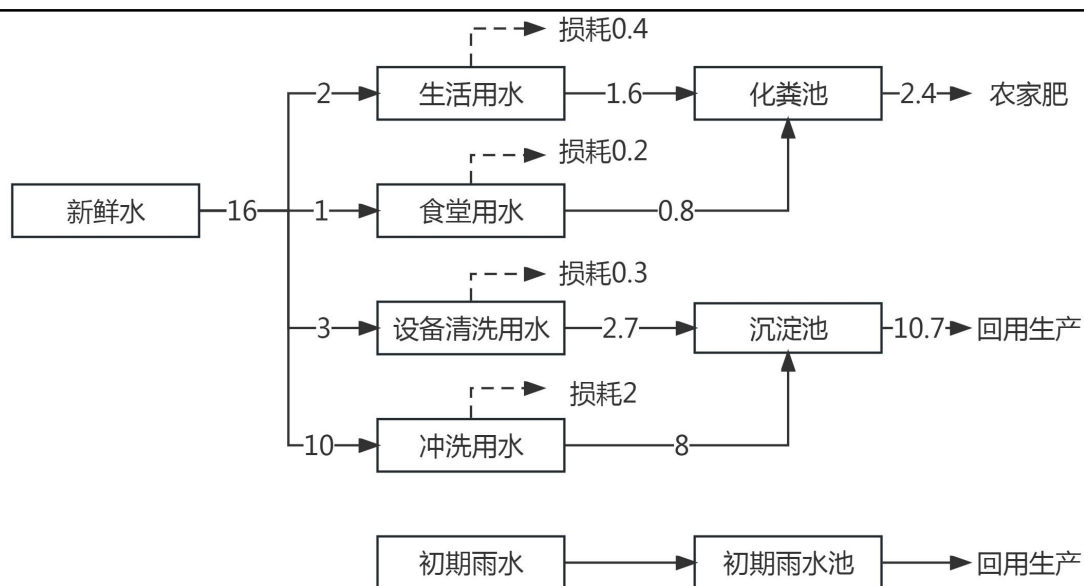 损耗0.4
2
生活用水
1.6
化粪池
2.4
农家肥
损耗0.2
新鲜水
16
1
食堂用水
0.8
损耗0.3
3
设备清洗用水
2.7
沉淀池
10.7
回用生产
损耗2
10
冲洗用水
8
初期雨水
初期雨水池
回用生产